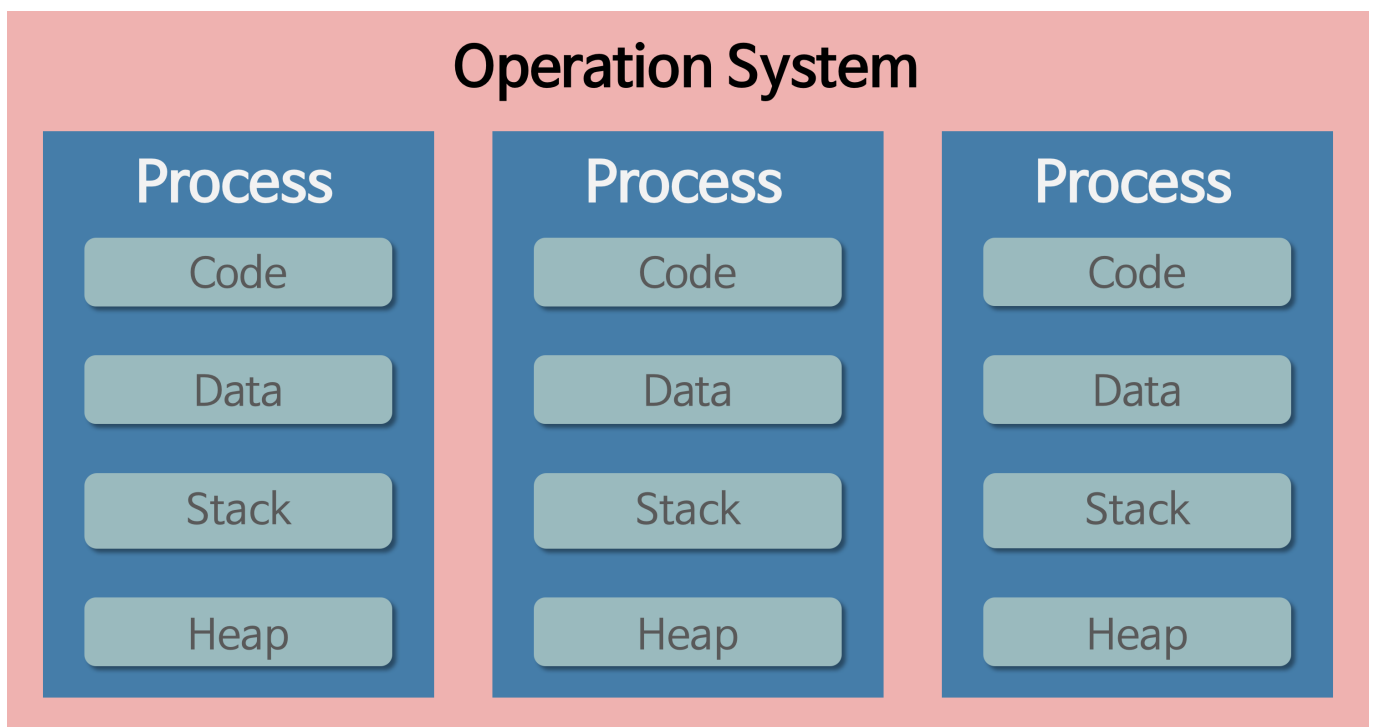 Operation System
Process
Code
Data
Stack
Heap
Process
Code
Data
Stack
Heap
Process
Code
Data
Stack
Heap